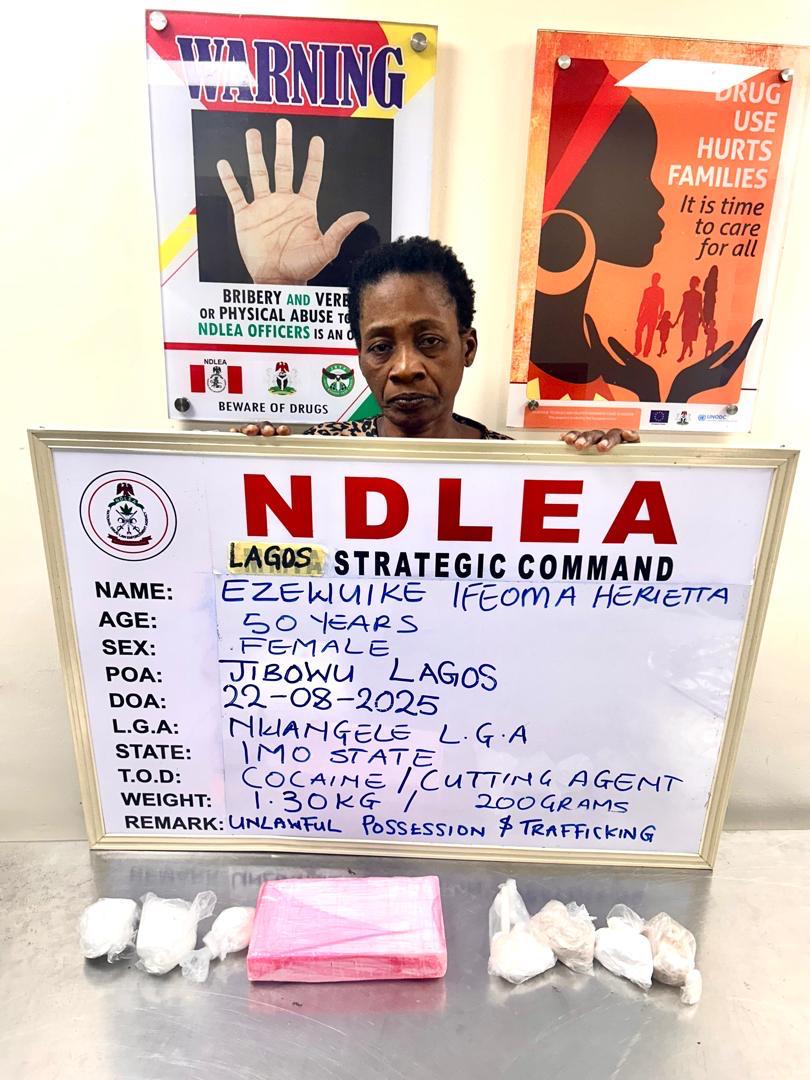 WARNING
BRIBERY AND VERB
OR PHYSICAL ABUSE TO
NDLEA OFFICERS IS AN O
NDLEA
BEWARE OF DRUGS
DRUG
USE
HURTS
FAMILIES
It is time
to care
for all
UNODC
NDLEA
LAGOS STRATEGIC COMMAND
NAME: EZEWUIKE IFEOMA HERIETTA
AGE: 50 YEARS
SEX: FEMALE
POA: JIBOWU LAGOS
DOA: 22-08-2025
L.G.A: NWANGELE L.G.A
STATE: IMO STATE
T.O.D: COCAINE / CUTTING AGENT
WEIGHT: 1.30KG / 200GRAMS
REMARK: UNLAWFUL POSSESSION & TRAFFICKING